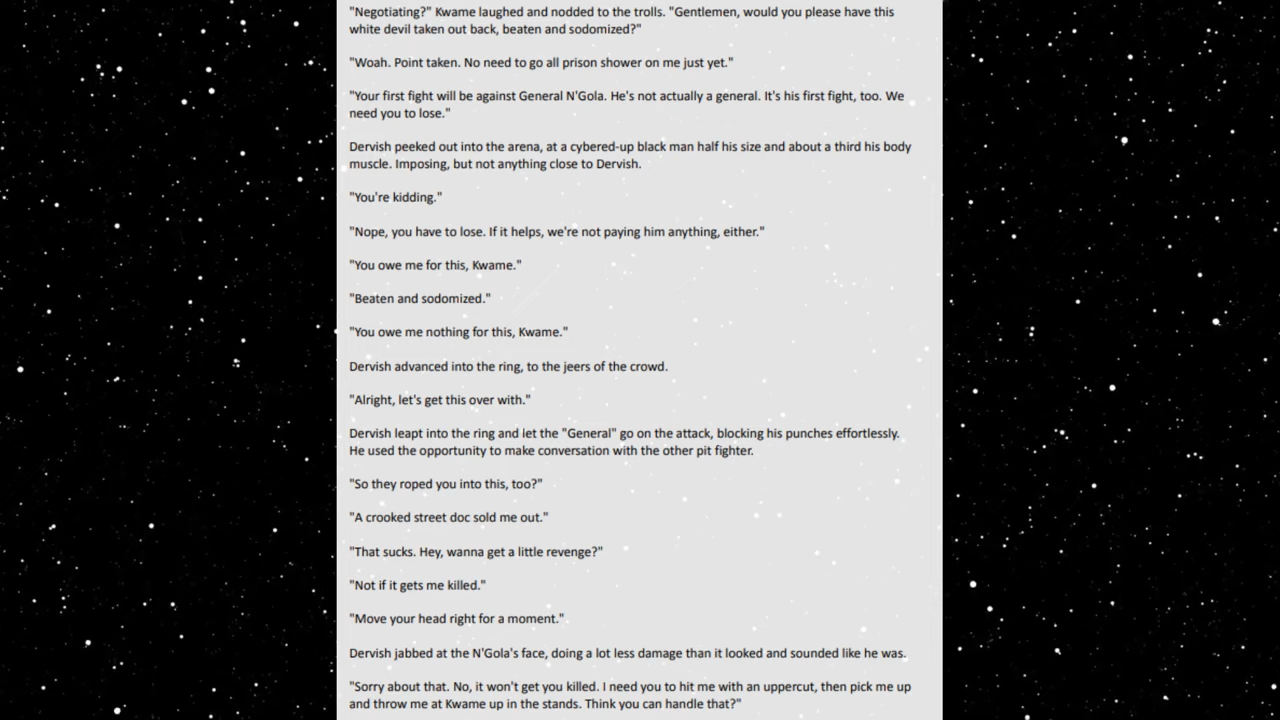 "Negotiating?" Kwame laughed and nodded to the trolls. "Gentlemen, would you please have this
white devil taken out back, beaten and sodomized?"
"Woah. Point taken. No need to go all prison shower on me just yet."
"Your first fight will be against General N'Gola. He's not actually a general. It's his first fight, too. We
need you to lose."
Dervish peeked out into the arena, at a cybered-up black man half his size and about a third his body
muscle. Imposing, but not anything close to Dervish.
"You're kidding."
"Nope, you have to lose. If it helps, we're not paying him anything, either."
"You owe me for this, Kwame."
"Beaten and sodomized."
"You owe me nothing for this, Kwame."
Dervish advanced into the ring, to the jeers of the crowd.
"Alright, let's get this over with."
Dervish leapt into the ring and let the "General" go on the attack, blocking his punches effortlessly.
He used the opportunity to make conversation with the other pit fighter.
"So they roped you into this, too?"
"A crooked street doc sold me out."
"That sucks. Hey, wanna get a little revenge?"
"Not if it gets me killed."
"Move your head right for a moment."
Dervish jabbed at the N'Gola's face, doing a lot less damage than it looked and sounded like he was.
"Sorry about that. No, it won't get you killed. I need you to hit me with an uppercut, then pick me up
and throw me at Kwame up in the stands. Think you can handle that?"